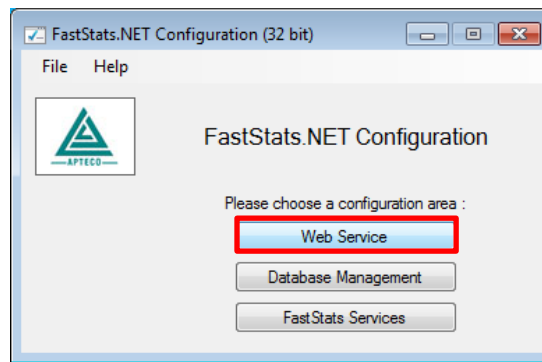 FastStats.NET Configuration (32 bit)
File Help
APTECO
FastStats.NET Configuration
Please choose a configuration area :
Web Service
Database Management
FastStats Services